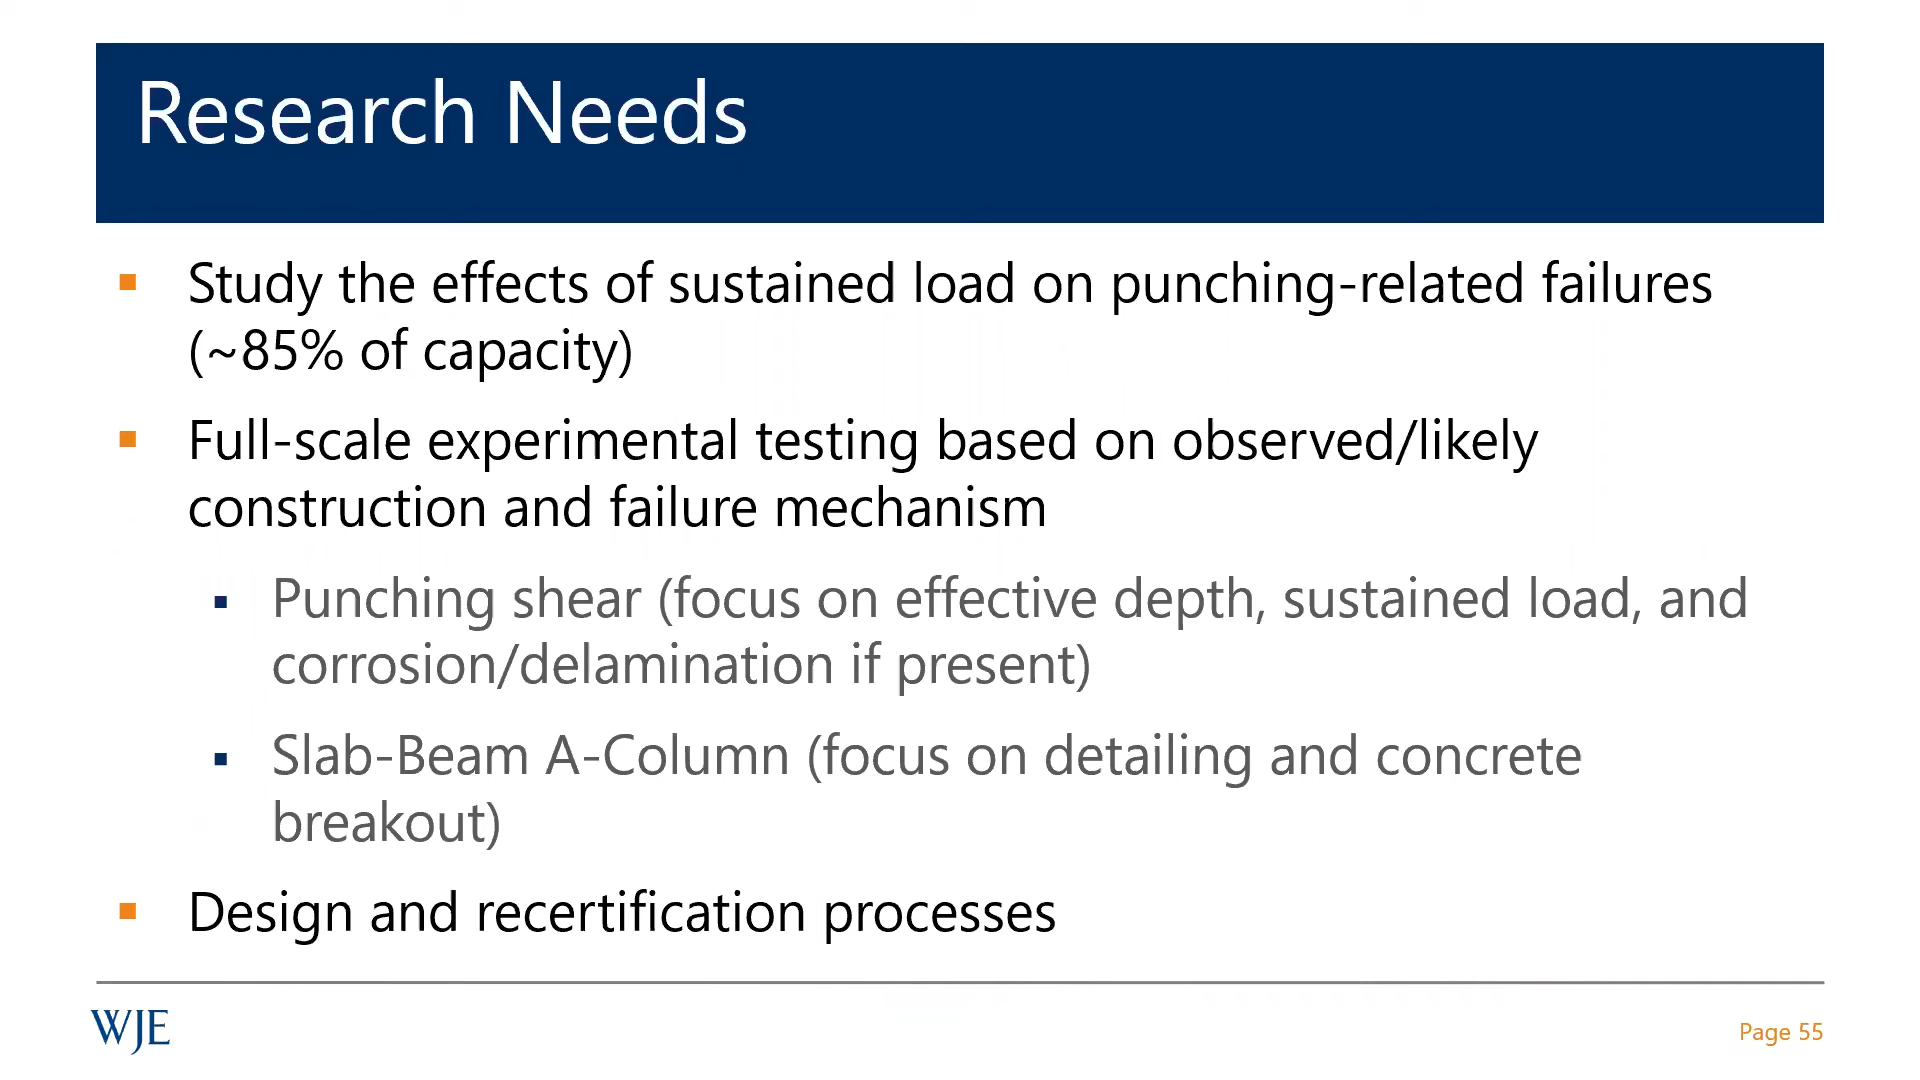 Research Needs
Study the effects of sustained load on punching-related failures
(~85% of capacity)
Full-scale experimental testing based on observed/likely
construction and failure mechanism
Punching shear (focus on effective depth, sustained load, and
corrosion/delamination if present)
Slab-Beam A-Column (focus on detailing and concrete
breakout)
Design and recertification processes
WJE
Page 55